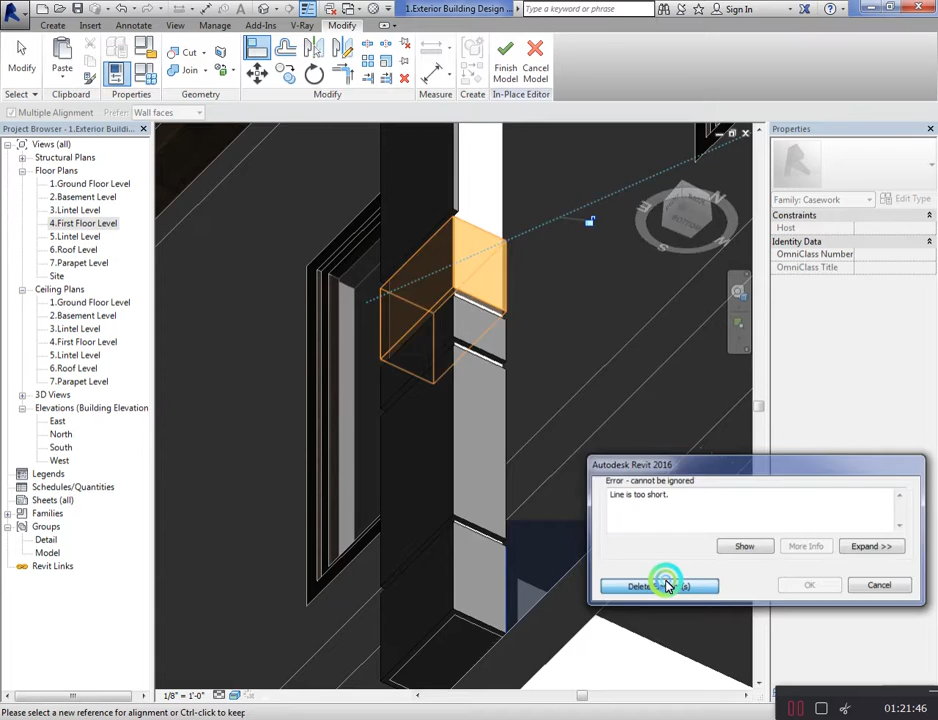 1.Exterior Building Design ...
Type a keyword or phrase
Sign In
Create
Insert
Annotate
View
Manage
Add-Ins
V-Ray
Modify
Modify
Paste
Cut
Join
Finish Model
Cancel Model
Select
Clipboard
Properties
Geometry
Modify
Measure
Create
In-Place Editor
Multiple Alignment
Prefer:
Wall faces
Project Browser - 1.Exterior Buildi...
Views (all)
Structural Plans
Floor Plans
1.Ground Floor Level
2.Basement Level
3.Lintel Level
4.First Floor Level
5.Lintel Level
6.Roof Level
7.Parapet Level
Site
Ceiling Plans
1.Ground Floor Level
2.Basement Level
3.Lintel Level
4.First Floor Level
5.Lintel Level
6.Roof Level
7.Parapet Level
3D Views
Elevations (Building Elevation
East
North
South
West
Legends
Schedules/Quantities
Sheets (all)
Families
Groups
Detail
Model
Revit Links
Properties
Family: Casework
Edit Type
Constraints
Host
Identity Data
OmniClass Number
OmniClass Title
Autodesk Revit 2016
Error - cannot be ignored
Line is too short.
Show
More Info
Expand >>
OK
Cancel
1/8" = 1'-0"
Please select a new reference for alignment or Ctrl-click to keep
01:21:46